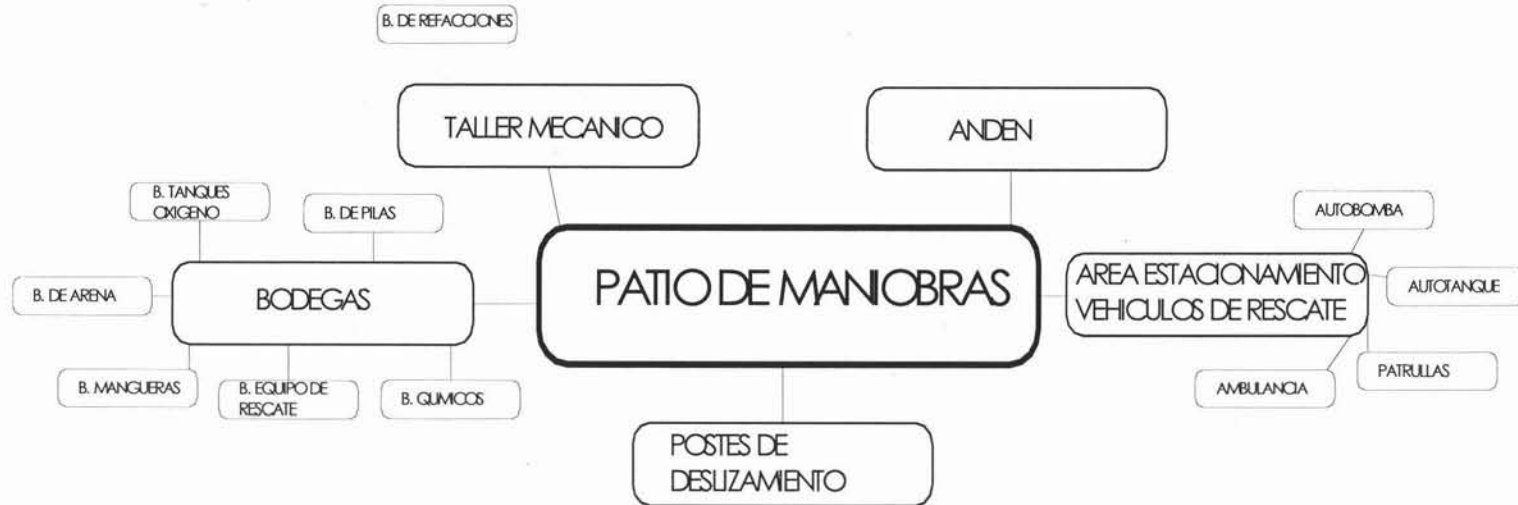 B. DE REFACCIONES
TALLER MECANICO
ANDEN
B. TANQUES
OXIGENO
B. DE PILAS
AUTOBOMBA
B. DE ARENA
BODEGAS
PATIO DE MANIOBRAS
AREA ESTACIONAMIENTO
VEHICULOS DE RESCATE
AUTOTANQUE
B. MANGUERAS
B. EQUIPO DE
RESCATE
B. QUIMICOS
AMBULANCIA
PATRULLAS
POSTES DE
DESLIZAMIENTO